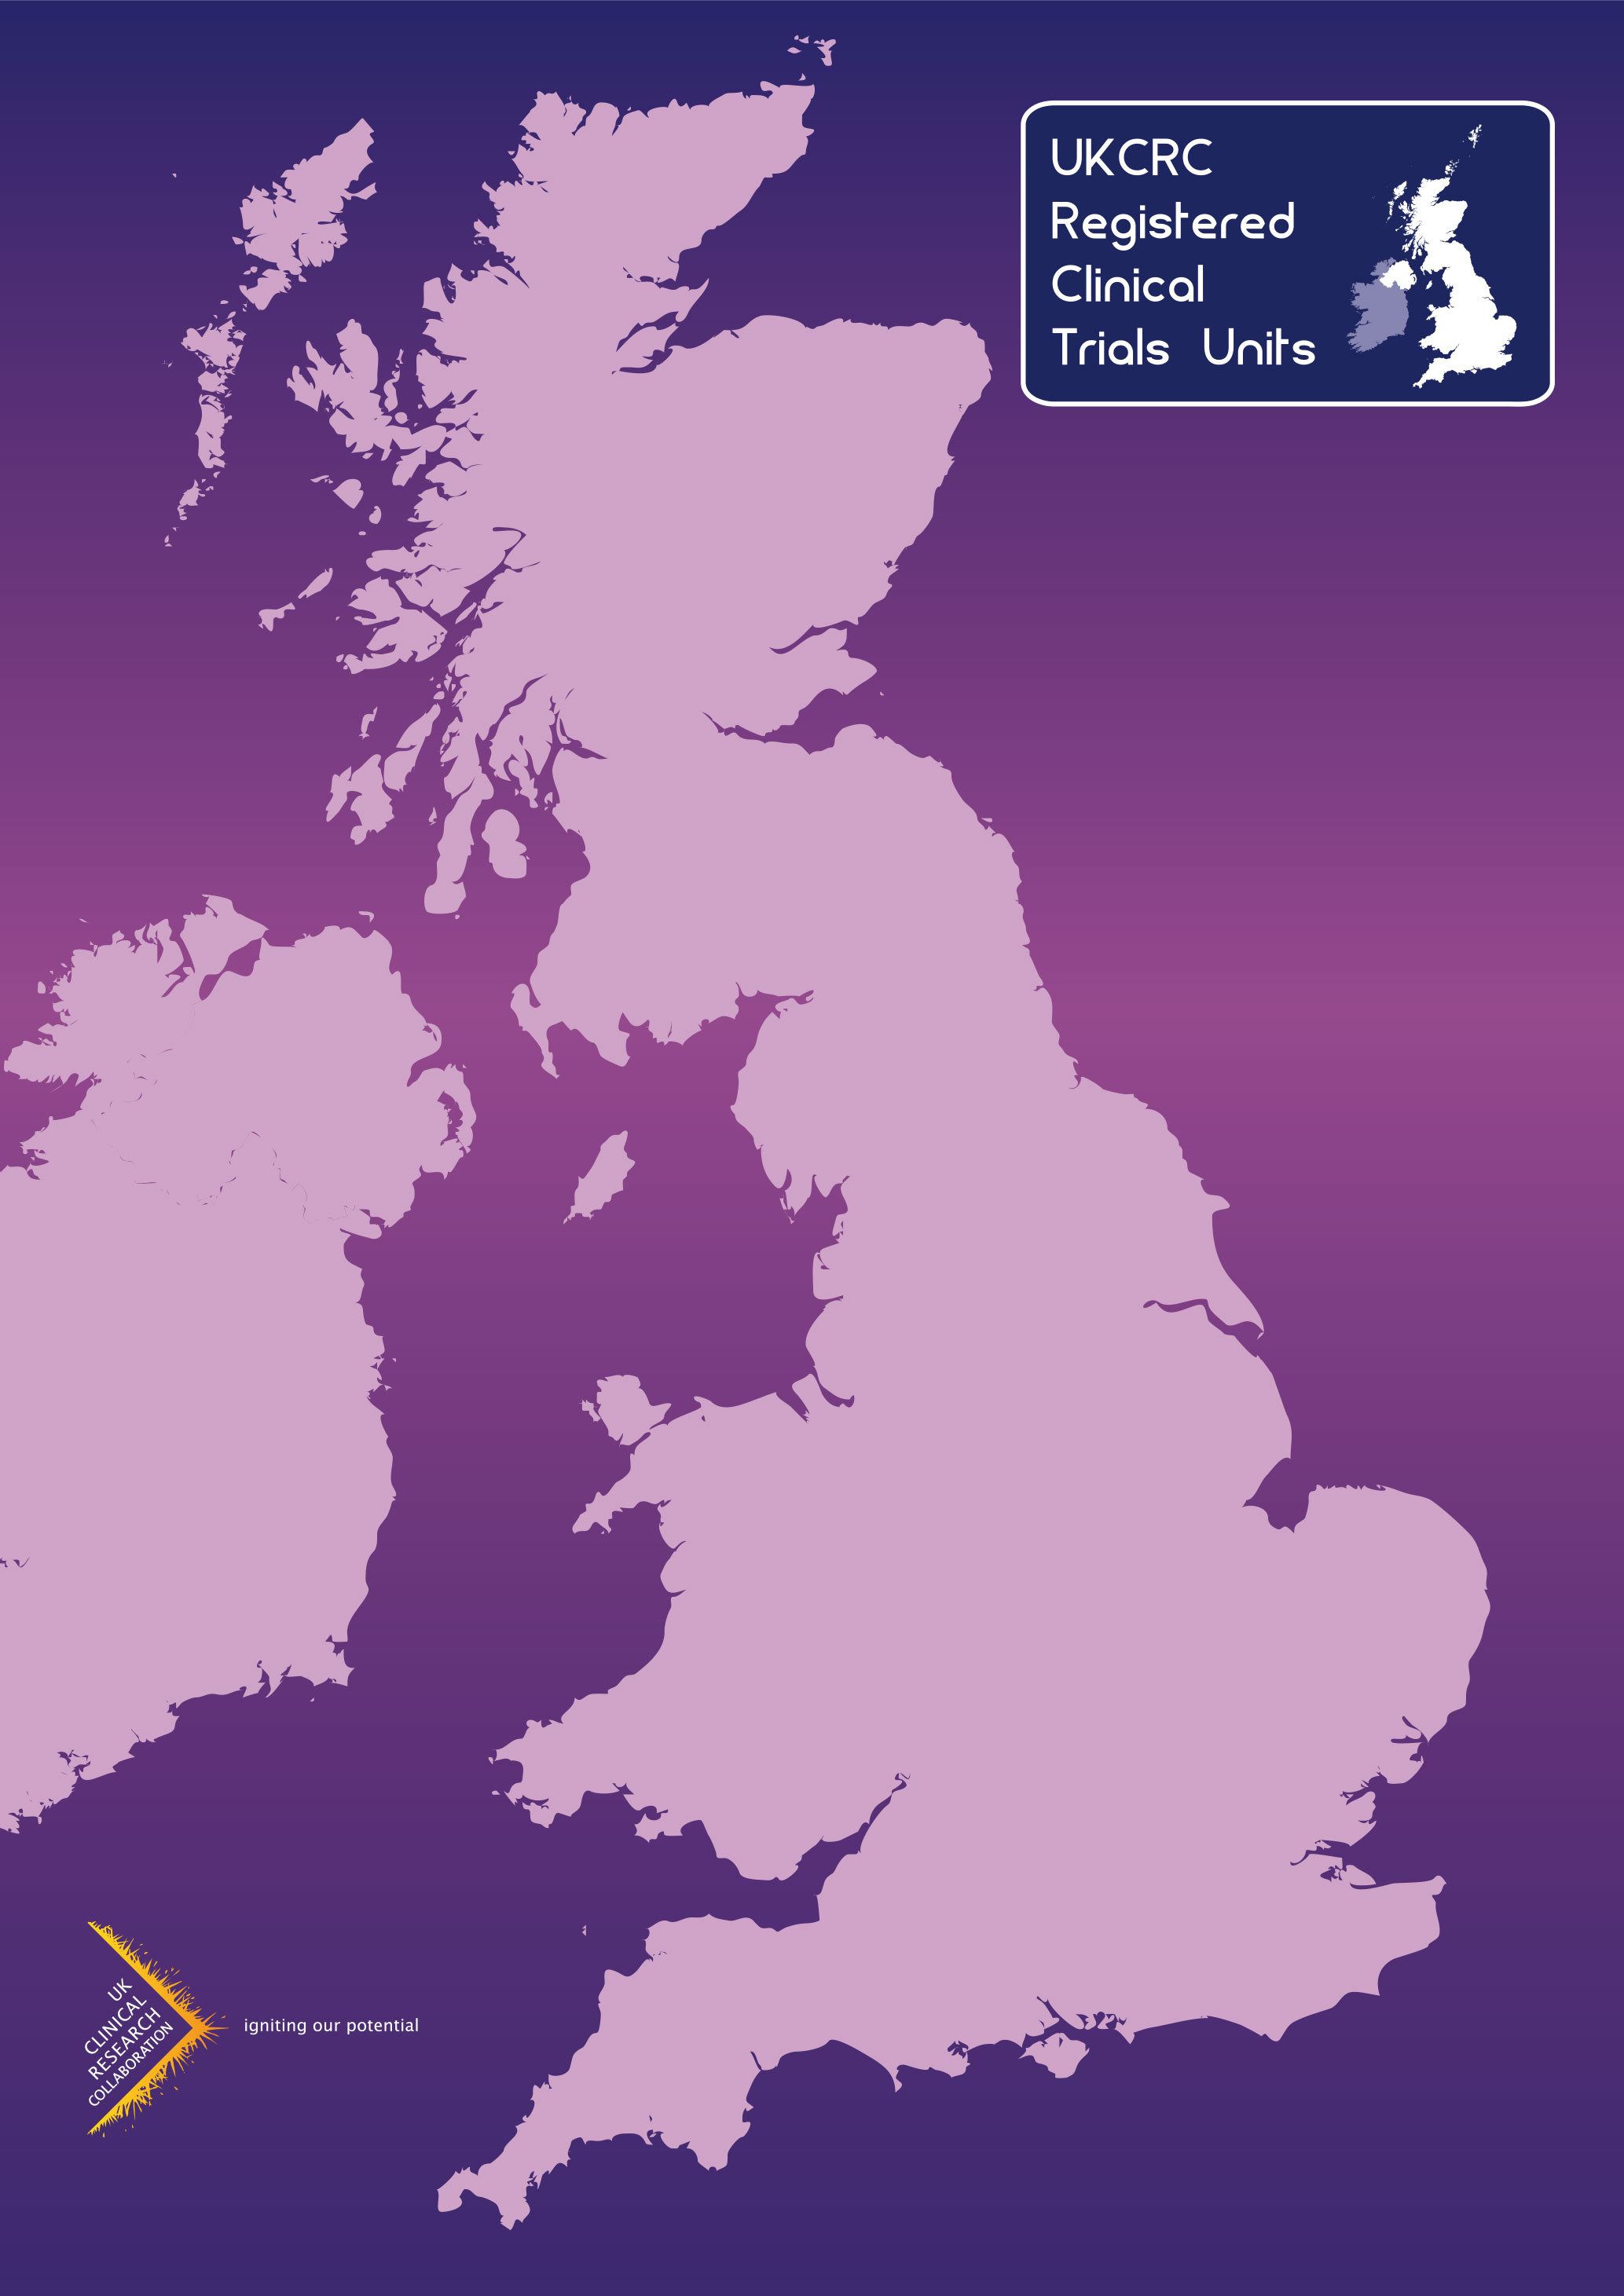 UKCRC
Registered
Clinical
Trials Units
UK
CLINICAL
RESEARCH
COLLABORATION
igniting our potential